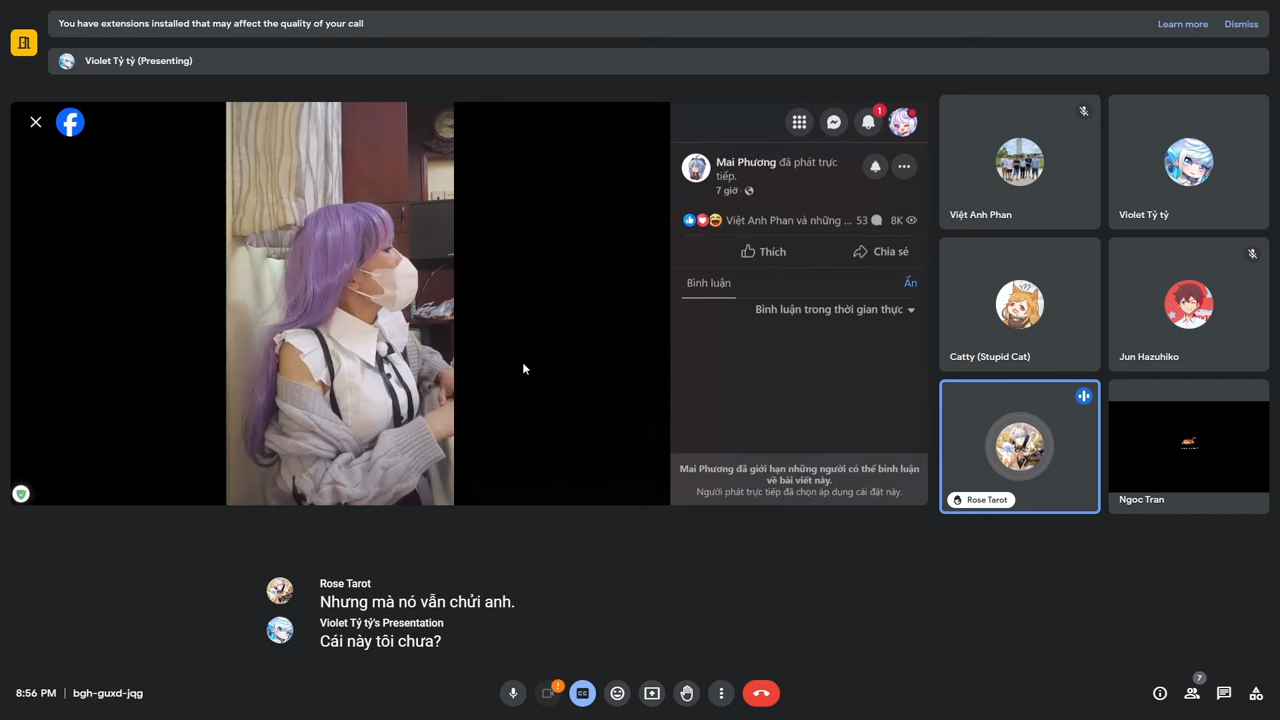 You have extensions installed that may affect the quality of your call
Learn more
Dismiss
Violet Tỷ tỷ (Presenting)
1
Mai Phương đã phát trực
tiếp.
7 giờ
Việt Anh Phan và những ... 53
8K
Thích
Chia sẻ
Bình luận
Ẩn
Bình luận trong thời gian thực
Mai Phương đã giới hạn những người có thể bình luận
về bài viết này.
Người phát trực tiếp đã chọn áp dụng cài đặt này.
Việt Anh Phan
Violet Tỷ tỷ
Catty (Stupid Cat)
Jun Hazuhiko
Rose Tarot
Ngoc Tran
Rose Tarot
Nhưng mà nó vẫn chửi anh.
Violet Tỷ tỷ's Presentation
Cái này tôi chưa?
8:56 PM
bgh-guxd-jqg
!
CC
7